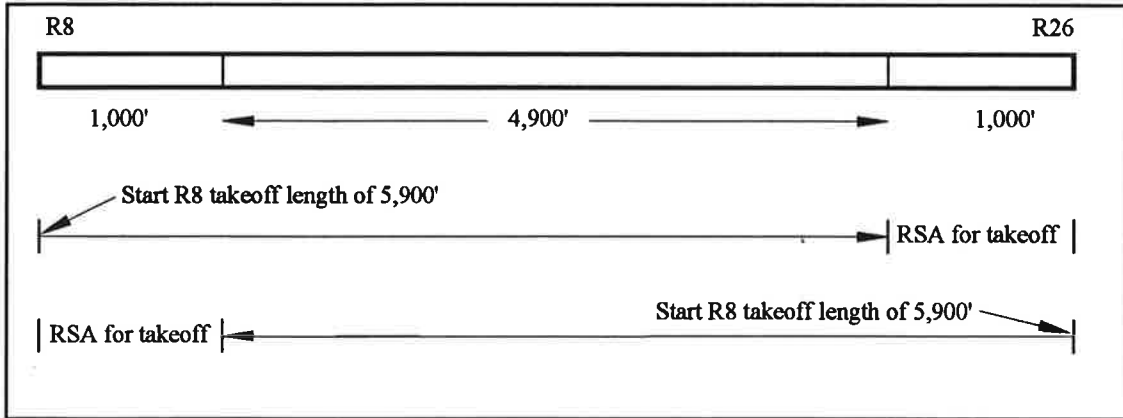 R8 R26
1,000' 4,900' 1,000'
Start R8 takeoff length of 5,900'
RSA for takeoff
Start R8 takeoff length of 5,900'
RSA for takeoff